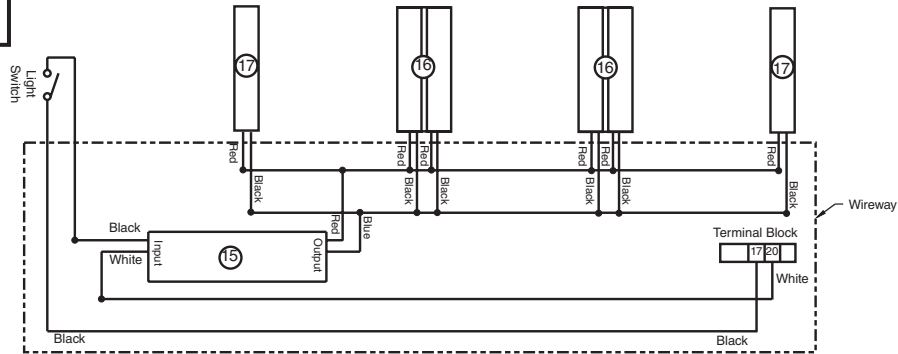 17
16
16
17
Light
Switch
Red
Black
Red
Black
Red
Black
Red
Black
Red
Black
Red
Black
Wireway
Red
Blue
Black
White
Input
15
Output
Terminal Block
17 20
White
Black
Black